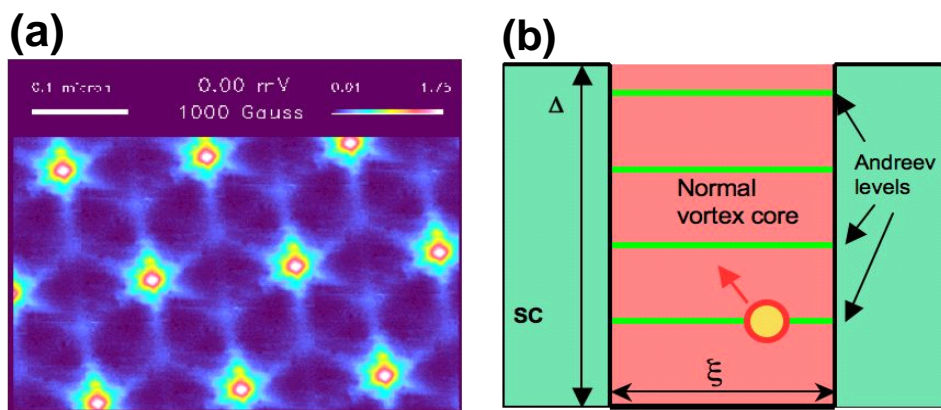 (a)
0.1 micron
0.00 mV
1000 Gauss
0.01
1.75
(b)
Δ
Normal
vortex core
Andreev
levels
SC
ξ